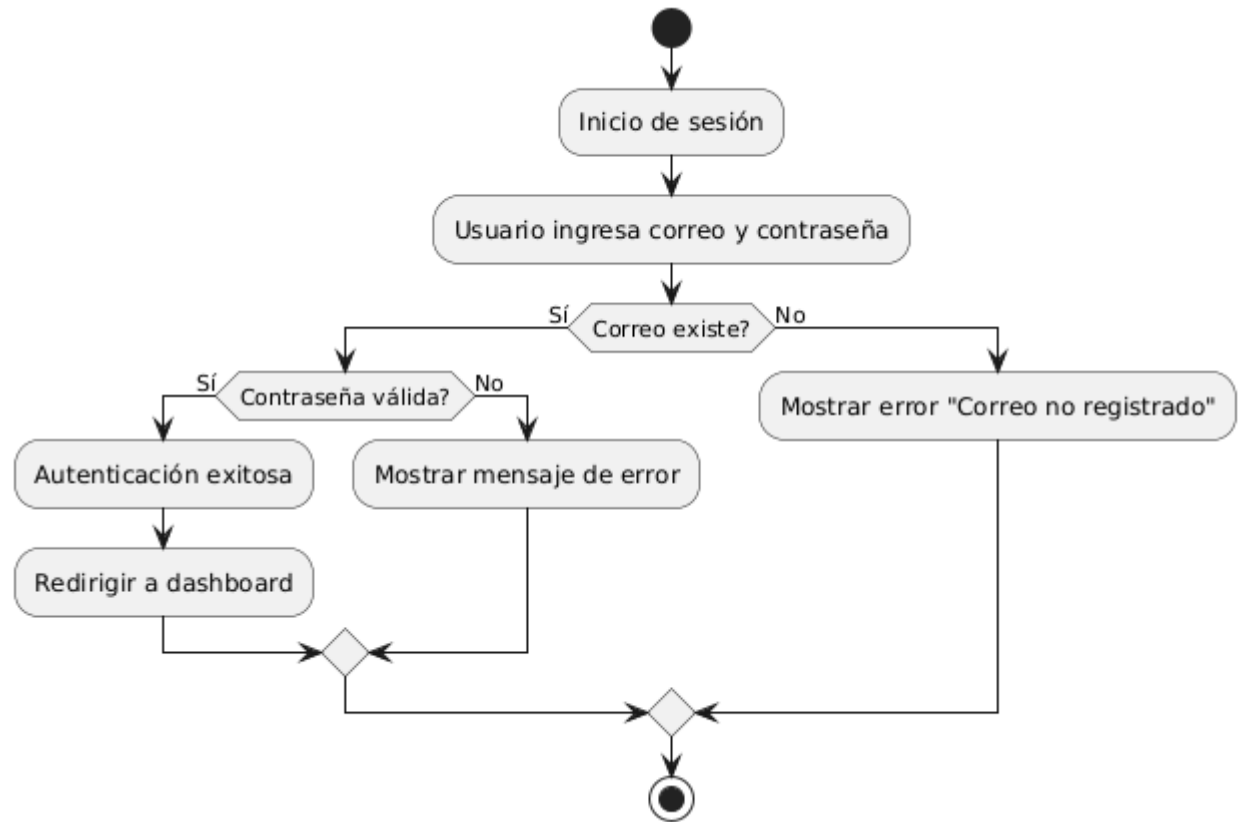 Inicio de sesión
Usuario ingresa correo y contraseña
Sí
Correo existe?
No
Sí
Contraseña válida?
No
Mostrar error "Correo no registrado"
Autenticación exitosa
Mostrar mensaje de error
Redirigir a dashboard